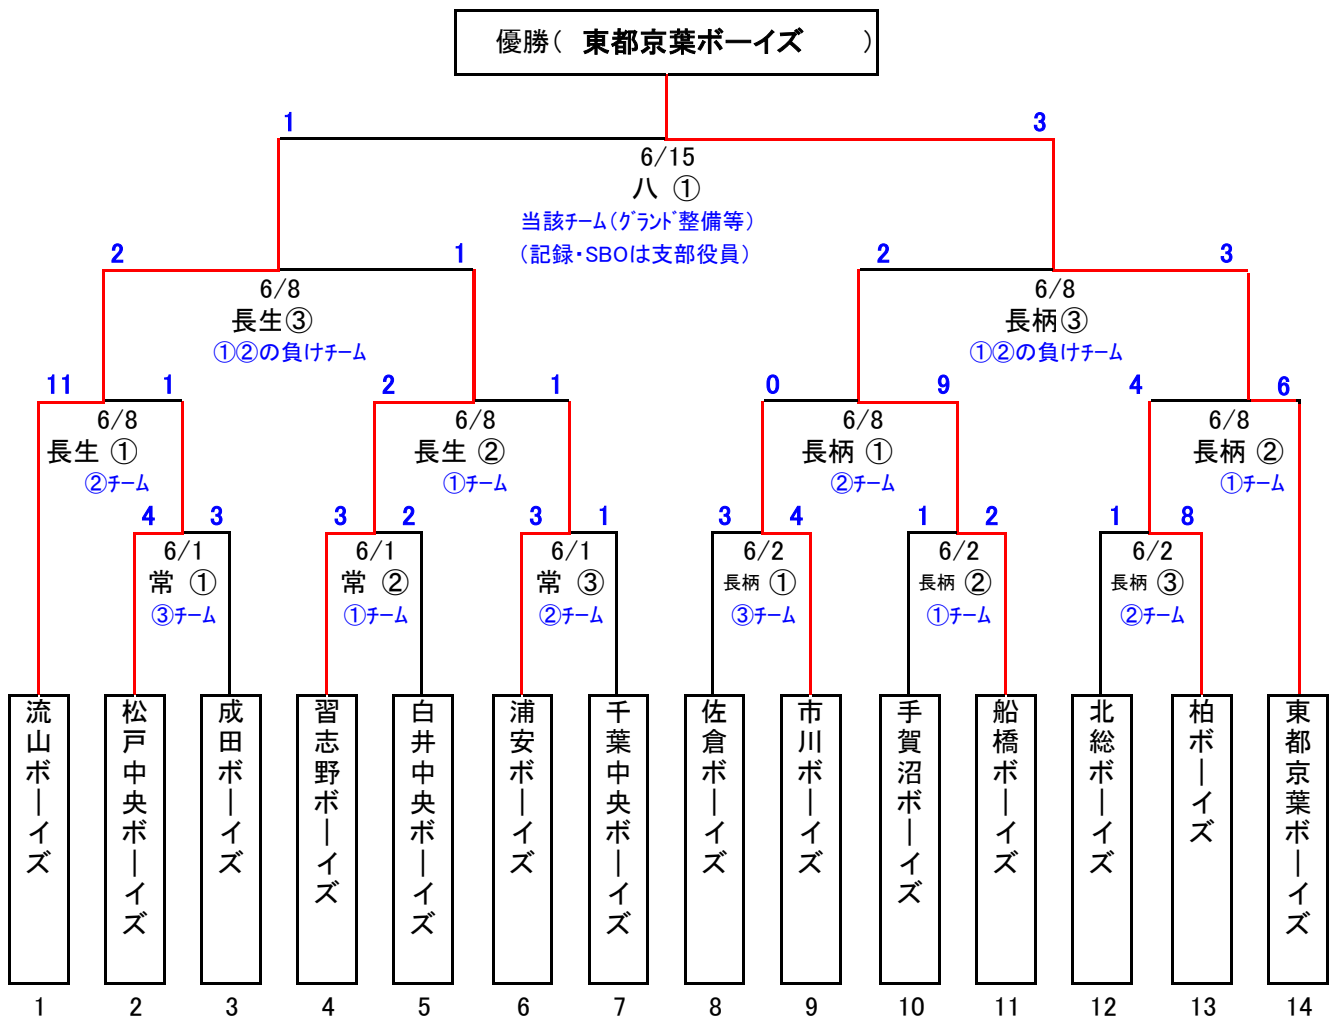 優勝( 東都京葉ボーイズ )
1 3
6/15
八 ①
当該チーム(グランド整備等)
(記録・SBOは支部役員)
2 1 2 3
6/8 6/8
長生③ 長柄③
①②の負けチーム ①②の負けチーム
11 1 2 1 0 9 4 6
6/8 6/8 6/8 6/8
長生 ① 長生 ② 長柄 ① 長柄 ②
②チーム ①チーム ②チーム ①チーム
4 3 3 2 3 1 3 4 1 2 1 8
6/1 6/1 6/1 6/2 6/2 6/2
常 ① 常 ② 常 ③ 長柄 ① 長柄 ② 長柄 ③
③チーム ①チーム ②チーム ③チーム ①チーム ②チーム
流山ボーイズ
松戸中央ボーイズ
成田ボーイズ
習志野ボーイズ
白井中央ボーイズ
浦安ボーイズ
千葉中央ボーイズ
佐倉ボーイズ
市川ボーイズ
手賀沼ボーイズ
船橋ボーイズ
北総ボーイズ
柏ボーイズ
東都京葉ボーイズ
1 2 3 4 5 6 7 8 9 10 11 12 13 14